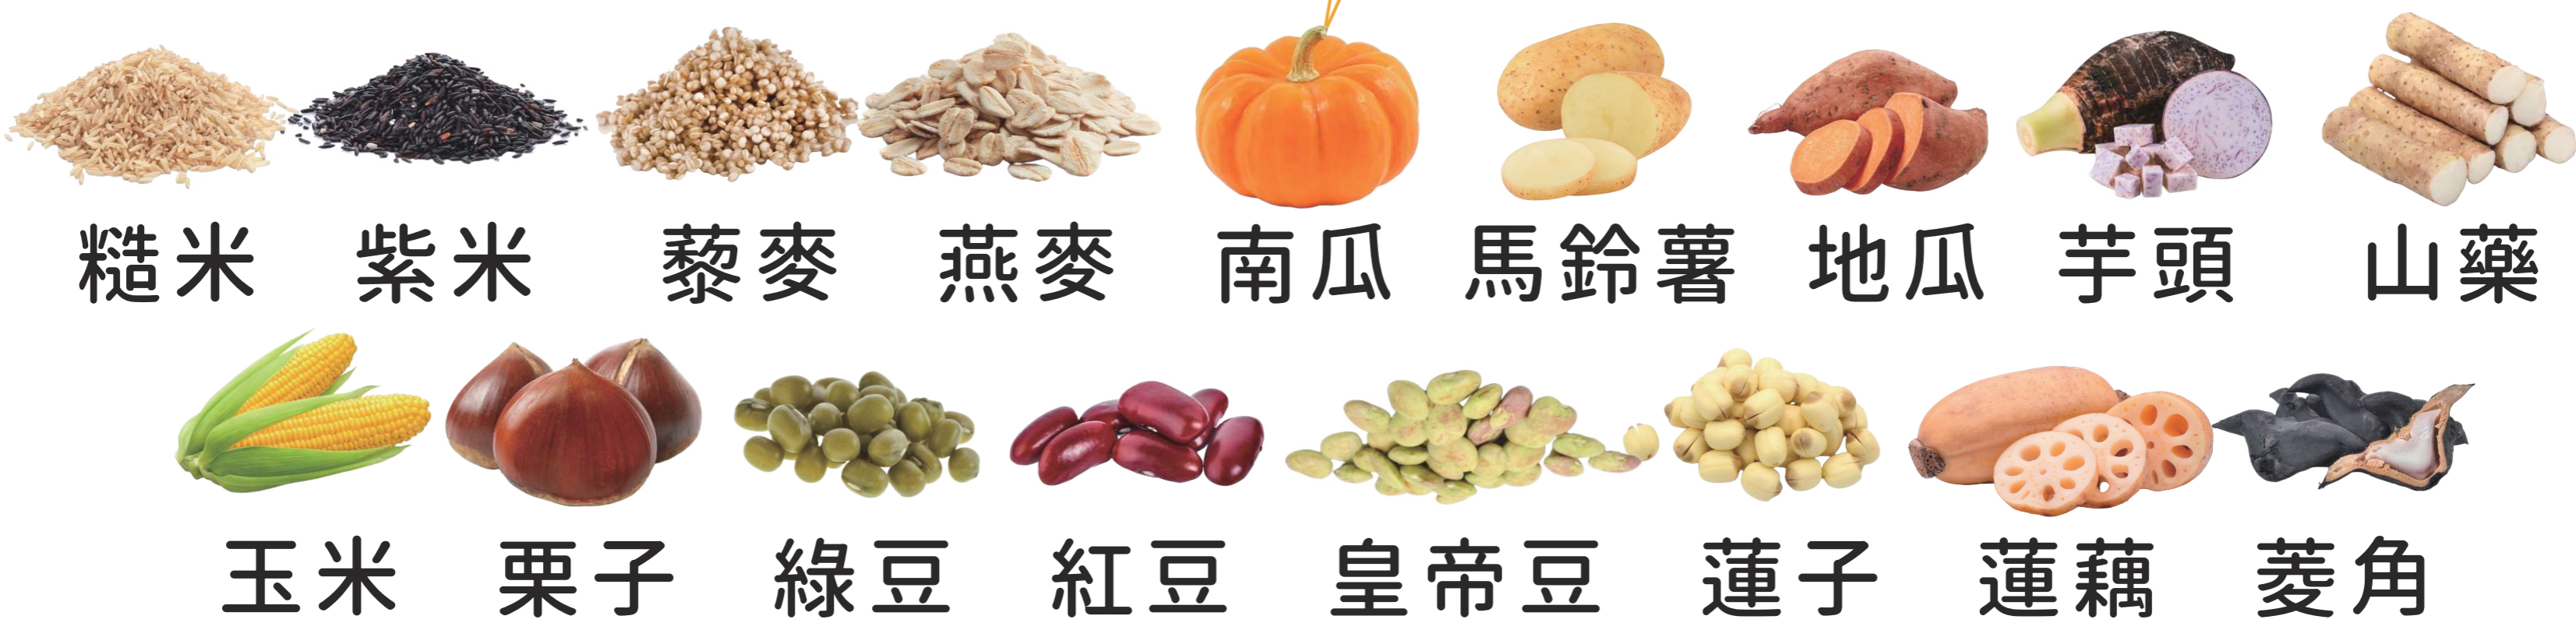 糙米 紫米 藜麥 燕麥 南瓜 馬鈴薯 地瓜 芋頭 山藥
玉米 栗子 綠豆 紅豆 皇帝豆 蓮子 蓮藕 菱角